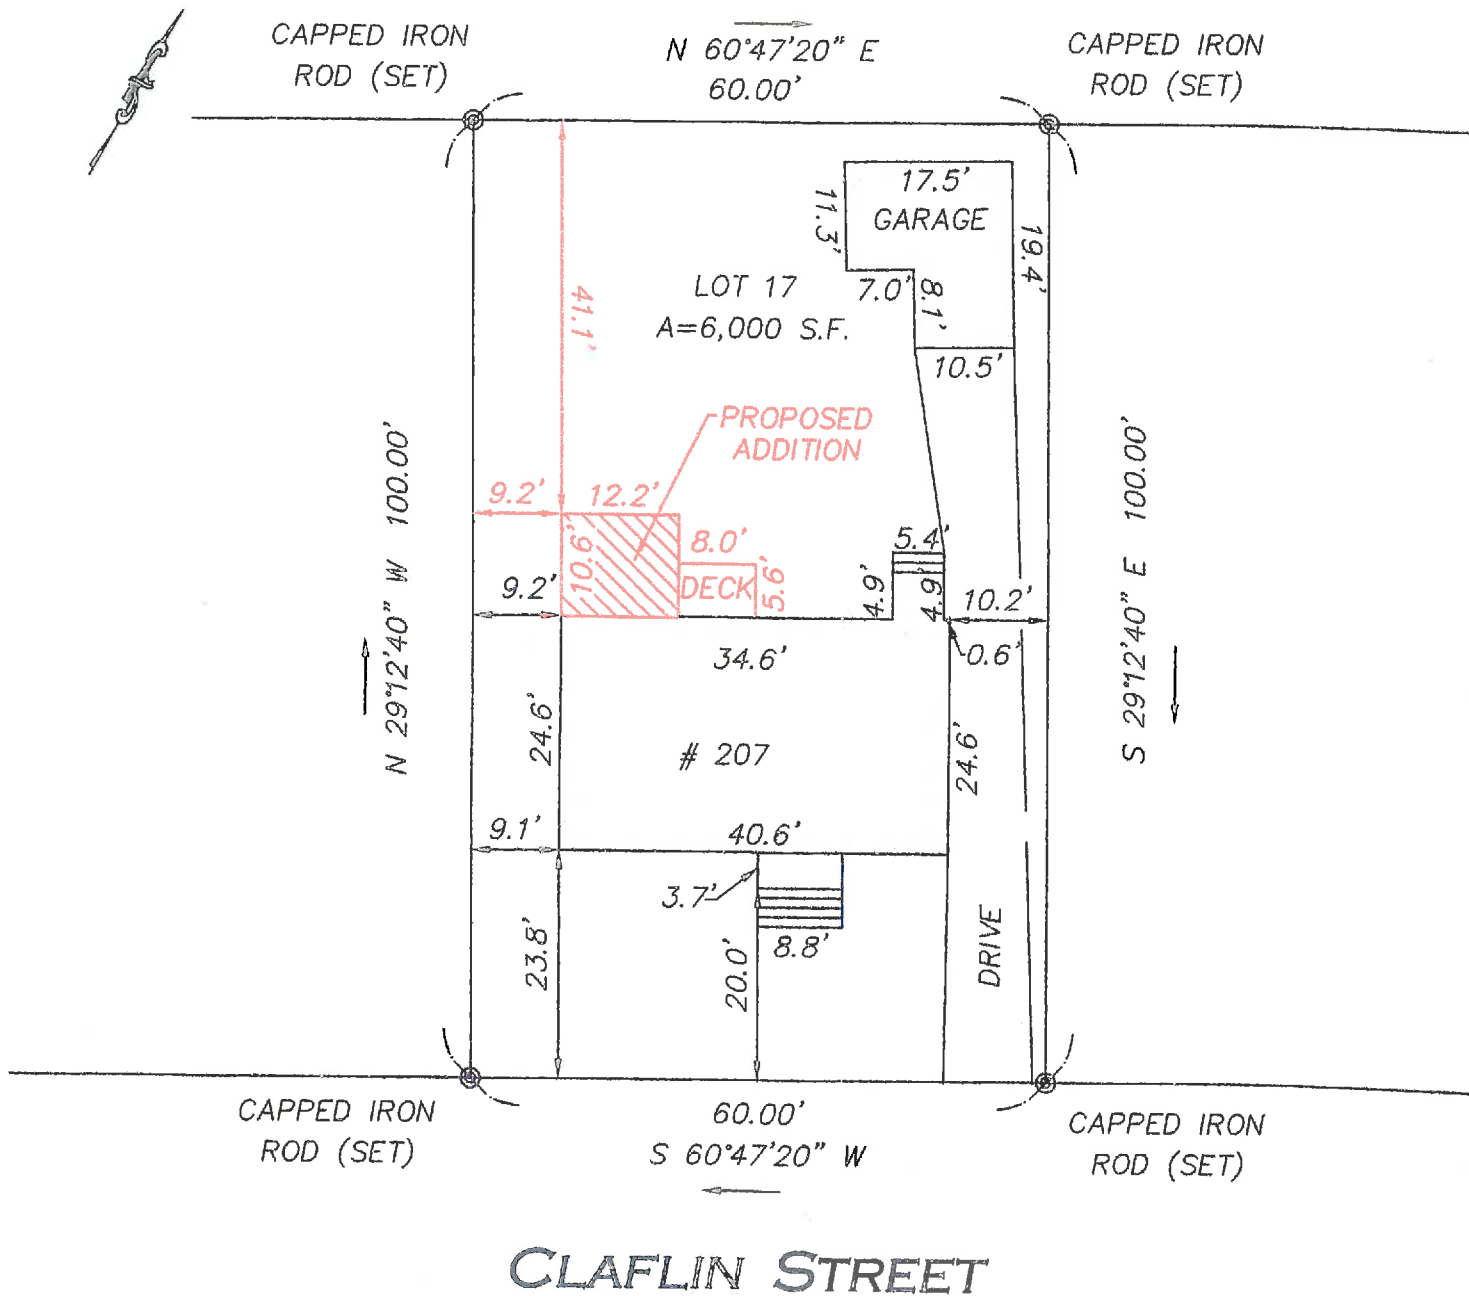 CAPPED IRON
ROD (SET)
N 60°47'20" E
60.00'
CAPPED IRON
ROD (SET)
17.5'
GARAGE
11.3'
19.4'
7.0'
8.1'
10.5'
LOT 17
A=6,000 S.F.
41.1'
PROPOSED
ADDITION
N 29°12'40" W 100.00'
S 29°12'40" E 100.00'
9.2'
12.2'
10.6'
8.0'
DECK
5.6'
5.4'
4.9'
4.9'
9.2'
10.2'
0.6'
34.6'
24.6'
# 207
24.6'
9.1'
40.6'
3.7'
8.8'
23.8'
20.0'
DRIVE
CAPPED IRON
ROD (SET)
60.00'
S 60°47'20" W
CAPPED IRON
ROD (SET)
CLAFLIN STREET